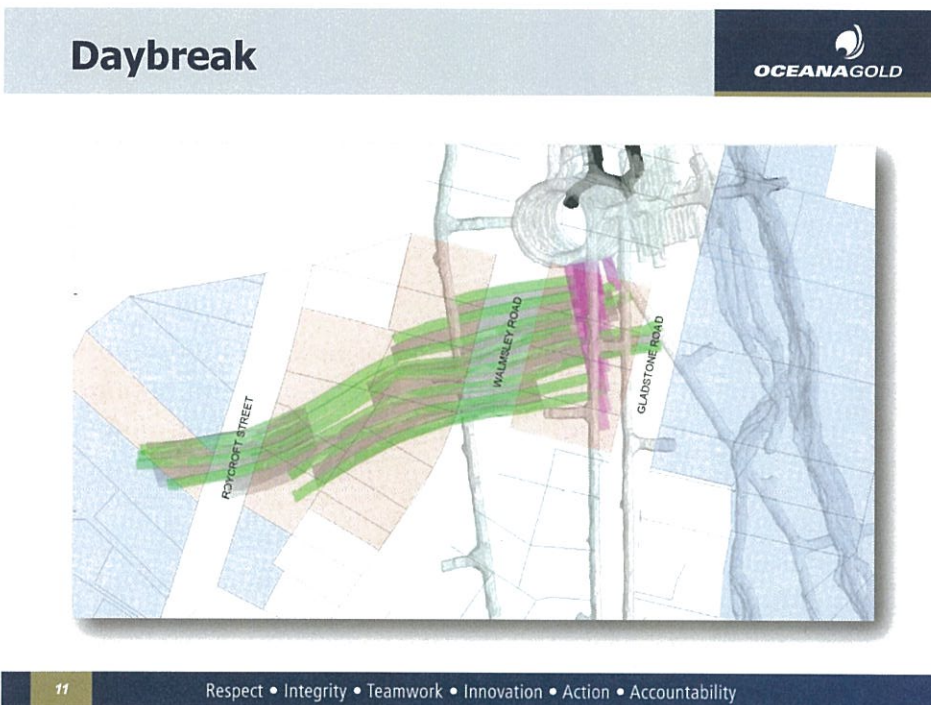 Daybreak
OCEANAGOLD
WALMSLEY ROAD
GLADSTONE ROAD
ROYCROFT STREET
11
Respect • Integrity • Teamwork • Innovation • Action • Accountability